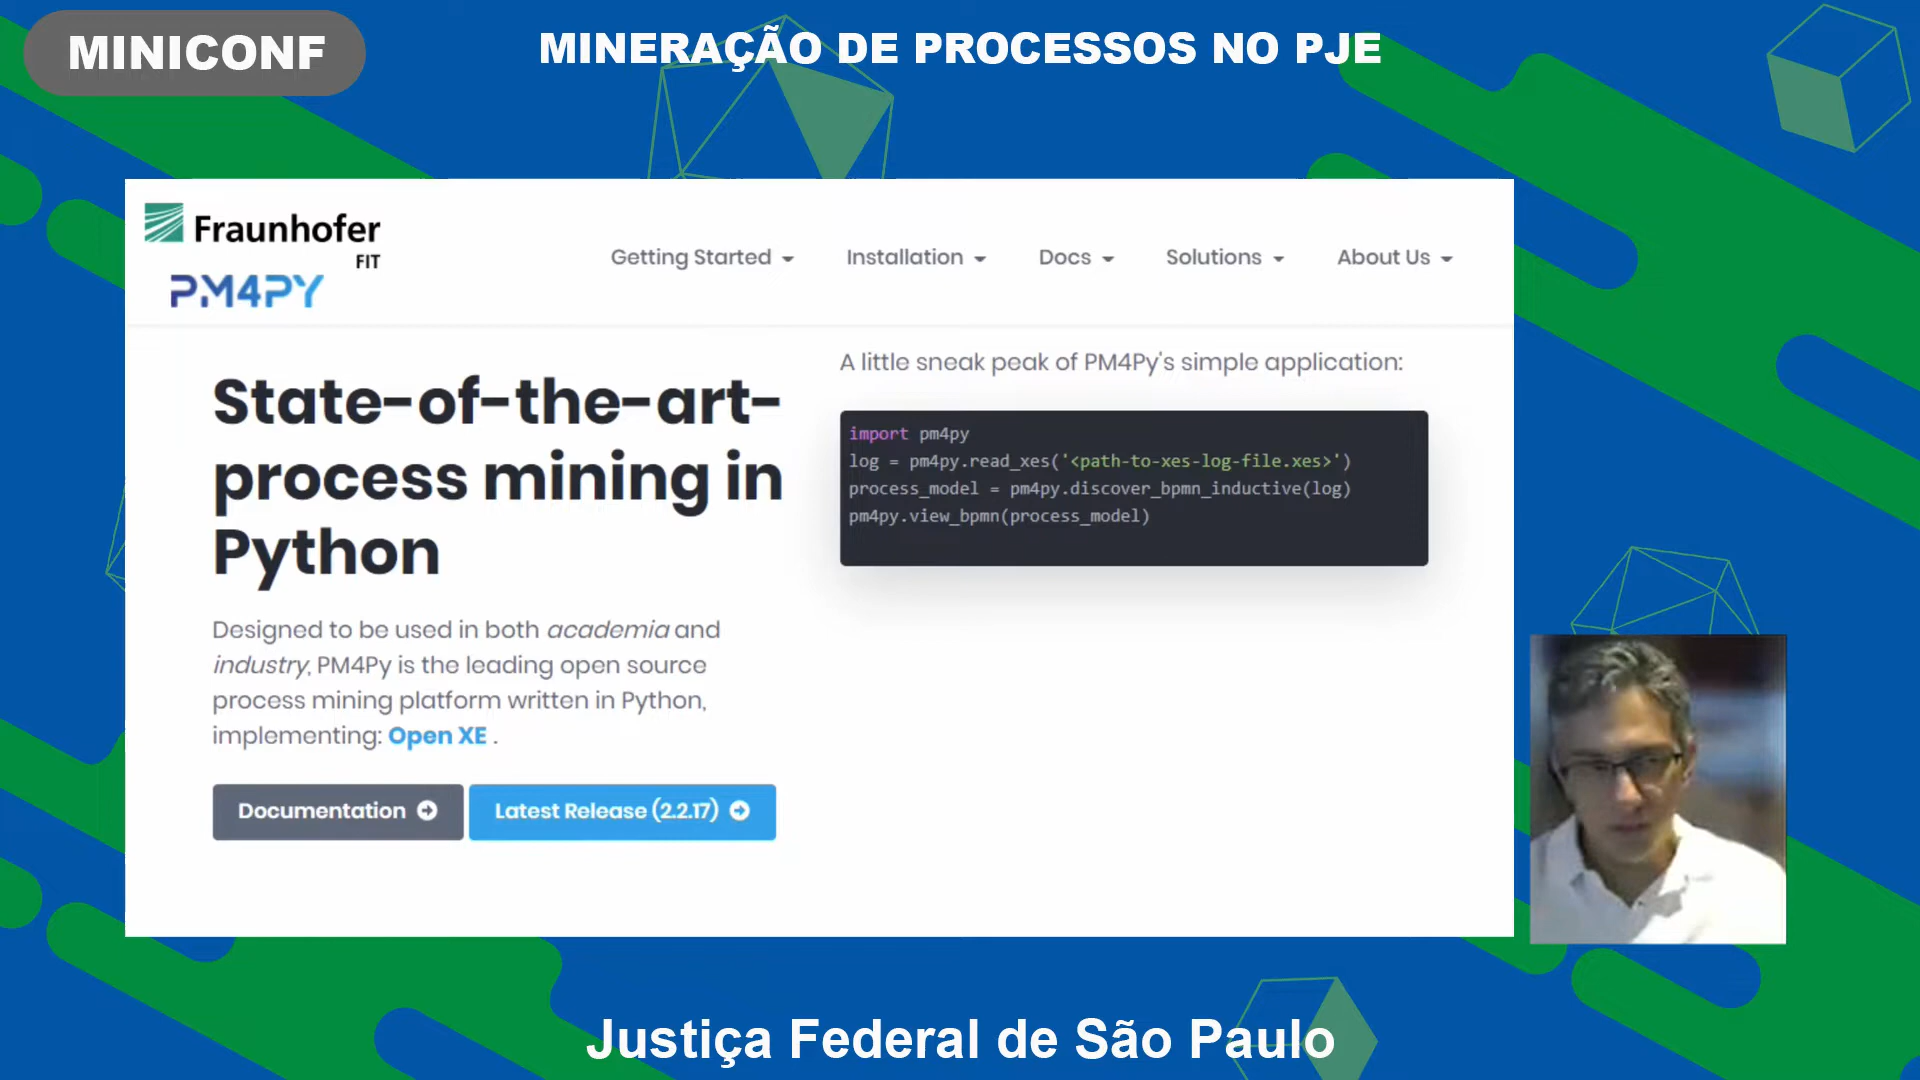 MINICONF
MINERAÇÃO DE PROCESSOS NO PJE
Fraunhofer
FIT
PM4PY
Getting Started
Installation
Docs
Solutions
About Us
State-of-the-art-
process mining in
Python
Designed to be used in both academia and
industry, PM4Py is the leading open source
process mining platform written in Python,
implementing: Open XE .
Documentation
Latest Release (2.2.17)
A little sneak peak of PM4Py's simple application:
import pm4py
log = pm4py.read_xes('<path-to-xes-log-file.xes>')
process_model = pm4py.discover_bpmn_inductive(log)
pm4py.view_bpmn(process_model)
Justiça Federal de São Paulo